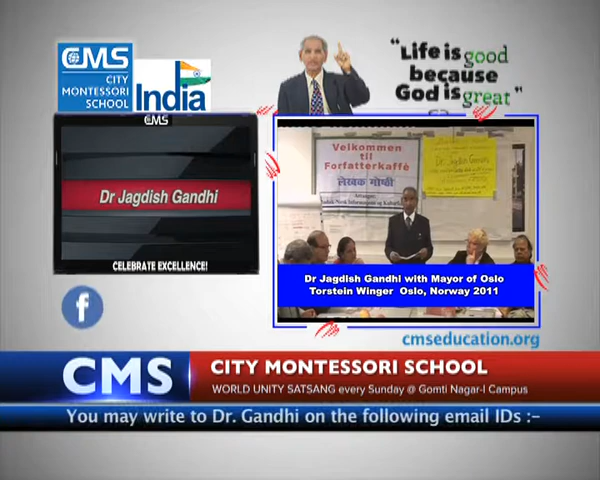 CMS
CITY
MONTESSORI
SCHOOL
India
"Life is good
because
God is great"
CMS
Dr Jagdish Gandhi
CELEBRATE EXCELLENCE!
Velkommen
til
Forfatterkaffè
लेखक गोष्ठी
Arrangør:
Dr. Jagdish Gandhi
Dr Jagdish Gandhi with Mayor of Oslo
Torstein Winger Oslo, Norway 2011
f
cmseducation.org
CMS
CITY MONTESSORI SCHOOL
WORLD UNITY SATSANG every Sunday @ Gomti Nagar-I Campus
You may write to Dr. Gandhi on the following email IDs :-